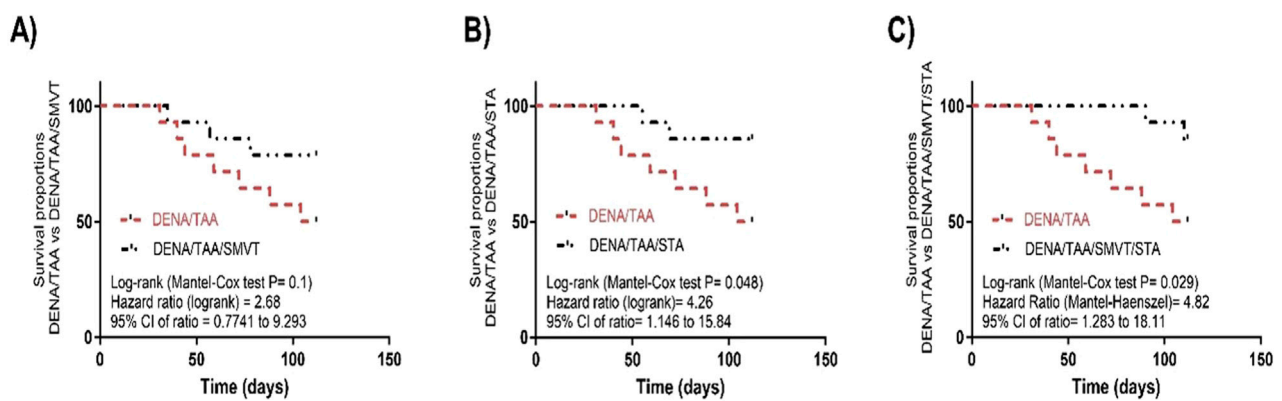 A)
Survival proportions
DENA/TAA vs DENA/TAA/SMVT
100
50
0
DENA/TAA
DENA/TAA/SMVT
Log-rank (Mantel-Cox test P= 0.1)
Hazard ratio (logrank) = 2.68
95% CI of ratio = 0.7741 to 9.293
0 50 100 150
Time (days)
B)
Survival proportions
DENA/TAA vs DENA/TAA/STA
100
50
0
DENA/TAA
DENA/TAA/STA
Log-rank (Mantel-Cox test P= 0.048)
Hazard ratio (logrank)= 4.26
95% CI of ratio= 1.146 to 15.84
0 50 100 150
Time (days)
C)
Survival proportions
DENA/TAA vs DENA/TAA/SMVT/STA
100
50
0
DENA/TAA
DENA/TAA/SMVT/STA
Log-rank (Mantel-Cox test P= 0.029)
Hazard Ratio (Mantel-Haenszel) = 4.82
95% CI of ratio= 1.283 to 18.11
0 50 100 150
Time (days)